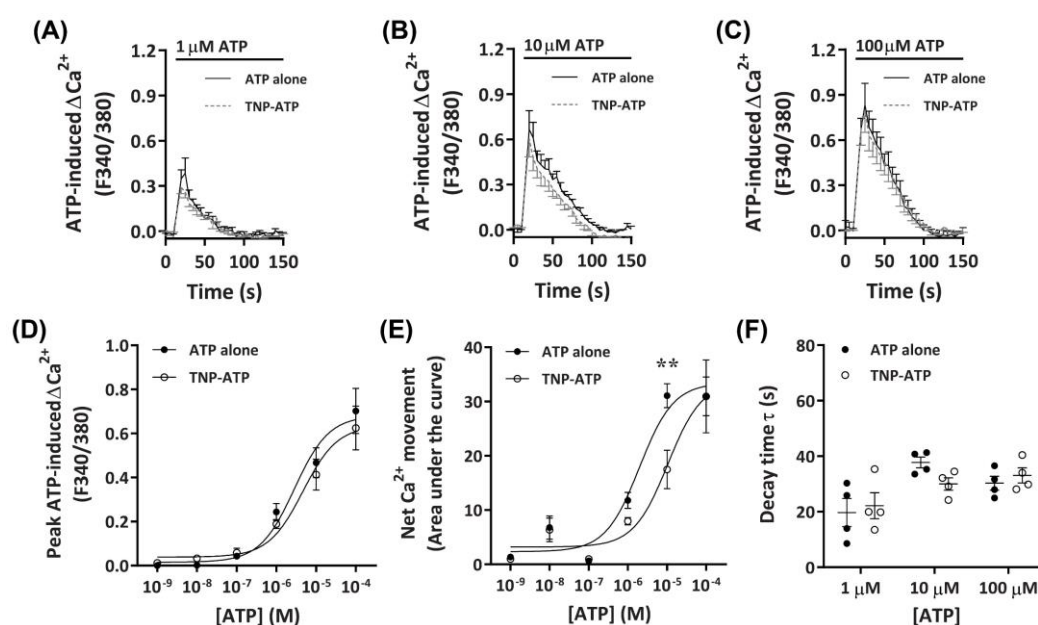 (A)
1 μM ATP
ATP alone
TNP-ATP
ATP-induced ΔCa²⁺
(F340/380)
1.2
0.9
0.6
0.3
0.0
0 50 100 150
Time (s)
(B)
10 μM ATP
ATP alone
TNP-ATP
ATP-induced ΔCa²⁺
(F340/380)
1.2
0.9
0.6
0.3
0.0
0 50 100 150
Time (s)
(C)
100 μM ATP
ATP alone
TNP-ATP
ATP-induced ΔCa²⁺
(F340/380)
1.2
0.9
0.6
0.3
0.0
0 50 100 150
Time (s)
(D)
ATP alone
TNP-ATP
Peak ATP-induced ΔCa²⁺
(F340/380)
1.0
0.8
0.6
0.4
0.2
0.0
10⁻⁹ 10⁻⁸ 10⁻⁷ 10⁻⁶ 10⁻⁵ 10⁻⁴
[ATP] (M)
(E)
ATP alone
TNP-ATP
**
Net Ca²⁺ movement
(Area under the curve)
40
30
20
10
0
10⁻⁹ 10⁻⁸ 10⁻⁷ 10⁻⁶ 10⁻⁵ 10⁻⁴
[ATP] (M)
(F)
ATP alone
TNP-ATP
Decay time τ (s)
80
60
40
20
0
1 μM 10 μM 100 μM
[ATP]